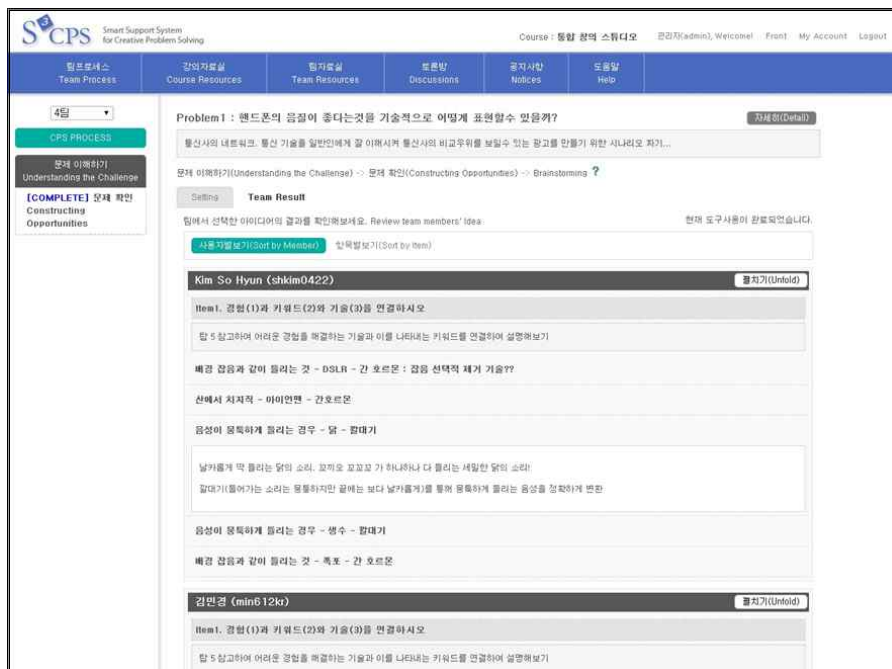 S3CPS Smart Support System
for Creative Problem Solving
Course : 통합 창의 스튜디오 관리자(admin), Welcome! Front My Account Logout
팀프로세스 강의자료실 팀자료실 토론방 공지사항 도움말
Team Process Course Resources Team Resources Discussions Notices Help
4팀
CPS PROCESS
문제 이해하기
Understanding the Challenge
[COMPLETE] 문제 확인
Constructing
Opportunities
Problem1 : 핸드폰의 음질이 좋다는것을 기술적으로 어떻게 표현할수 있을까? 자세히(Detail)
통신사의 네트워크, 통신 기술을 일반인에게 잘 이해시켜 통신사의 비교우위를 보일수 있는 광고를 만들기 위한 시나리오 짜기...
문제 이해하기(Understanding the Challenge) -> 문제 확인(Constructing Opportunities) -> Brainstorming ?
Setting Team Result
팀에서 선택한 아이디어의 결과를 확인해보세요. Review team members' Idea 현재 도구사용이 완료되었습니다.
사용자별보기(Sort by Member) 항목별보기(Sort by Item)
Kim So Hyun (shkim0422) 펼치기(Unfold)
Item1. 경험(1)과 키워드(2)와 기술(3)을 연결하시오
탑 5 참고하여 어려운 경험을 해결하는 기술과 이를 나타내는 키워드를 연결하여 설명해보기
배경 잡음과 같이 들리는 것 - DSLR - 간 호르몬 : 잡음 선택적 제거 기술??
산에서 치지직 - 아이언맨 - 간호르몬
음성이 뭉툭하게 들리는 경우 - 닭 - 깔대기
날카롭게 딱 들리는 닭의 소리. 꼬끼오 꼬꼬꼬 가 하나하나 다 들리는 세밀한 닭의 소리!
깔대기(들어가는 소리는 뭉툭하지만 끝에는 보다 날카롭게)를 통해 뭉툭하게 들리는 음성을 정확하게 변환
음성이 뭉툭하게 들리는 경우 - 생수 - 깔대기
배경 잡음과 같이 들리는 것 - 폭포 - 간 호르몬
김민경 (min612kr) 펼치기(Unfold)
Item1. 경험(1)과 키워드(2)와 기술(3)을 연결하시오
탑 5 참고하여 어려운 경험을 해결하는 기술과 이를 나타내는 키워드를 연결하여 설명해보기